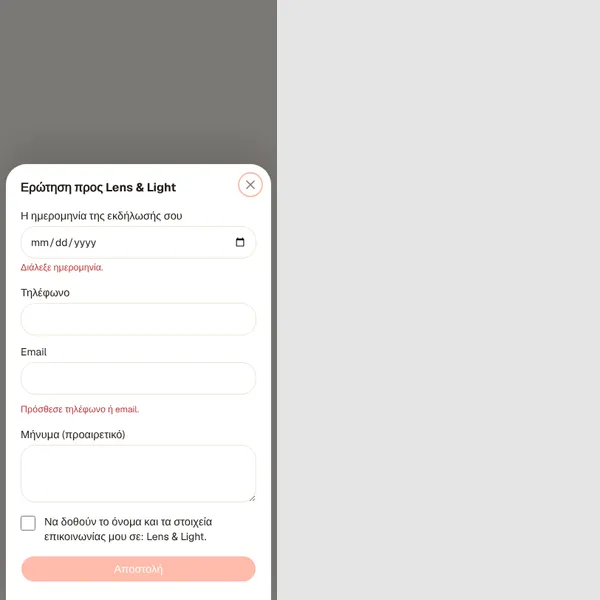 Ερώτηση προς Lens & Light
Η ημερομηνία της εκδήλωσής σου
mm/dd/yyyy
Διάλεξε ημερομηνία.
Τηλέφωνο
Email
Πρόσθεσε τηλέφωνο ή email.
Μήνυμα (προαιρετικό)
Να δοθούν το όνομα και τα στοιχεία
επικοινωνίας μου σε: Lens & Light.
Αποστολή